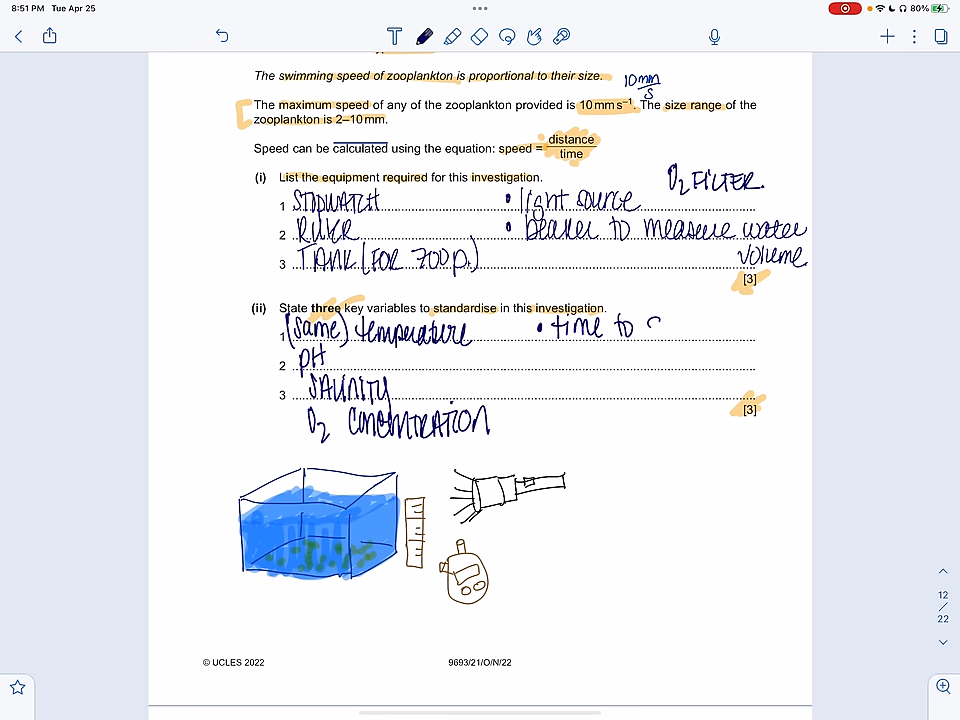 8:51 PM Tue Apr 25
80%
The swimming speed of zooplankton is proportional to their size.
10mm
s
The maximum speed of any of the zooplankton provided is 10 mm s⁻¹. The size range of the
zooplankton is 2–10 mm.
Speed can be calculated using the equation: speed = distance
time
(i) List the equipment required for this investigation.
O2 FILTER.
1 STOPWATCH • light source
2 RULER • beaker to measure water
volume
3 TANK (FOR ZOOP.)
[3]
(ii) State three key variables to standardise in this investigation.
1 (same) temperature • time to
2 pH
3 SALINITY
[3]
O2 CONCENTRATION
12
/
22
© UCLES 2022 9693/21/O/N/22